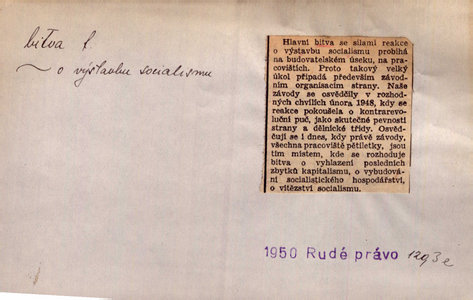 bitva f.
~ o výstavbu socialismu
Hlavní bitva se silami reakce
o výstavbu socialismu probíhá
na budovatelském úseku, na pra-
covištích. Proto takový velký
úkol připadá především závod-
ním organisacím strany. Naše
závody se osvědčily v rozhod-
ných chvílích února 1948, kdy se
reakce pokoušela o kontrarevo-
luční puč, jako skutečné pevnosti
strany a dělnické třídy. Osvěd-
čují se i dnes, kdy právě závody,
všechna pracoviště pětiletky, jsou
tím místem, kde se rozhoduje
bitva o vyhlazení posledních
zbytků kapitalismu, o vybudování
socialistického hospodářství,
o vítězství socialismu.
1950 Rudé právo 1293e